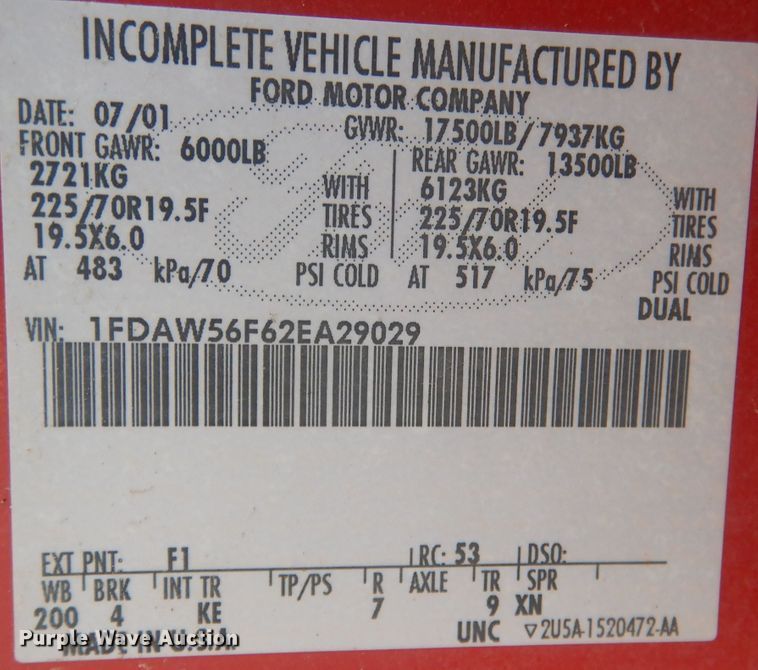 INCOMPLETE VEHICLE MANUFACTURED BY
FORD MOTOR COMPANY
DATE: 07/01 GVWR: 17500LB/7937KG
FRONT GAWR: 6000LB REAR GAWR: 13500LB
2721KG WITH 6123KG WITH
225/70R19.5F TIRES 225/70R19.5F TIRES
19.5X6.0 RIMS 19.5X6.0 RIMS
AT 483 kPa/70 PSI COLD AT 517 kPa/75 PSI COLD
DUAL
VIN: 1FDAW56F62EA29029
EXT PNT: F1 RC: 53 DSO:
WB BRK INT TR TP/PS R AXLE TR SPR
200 4 KE 7 9 XN
MADE IN U.S.A. UNC 2U5A-1520472-AA
Purple Wave Auction